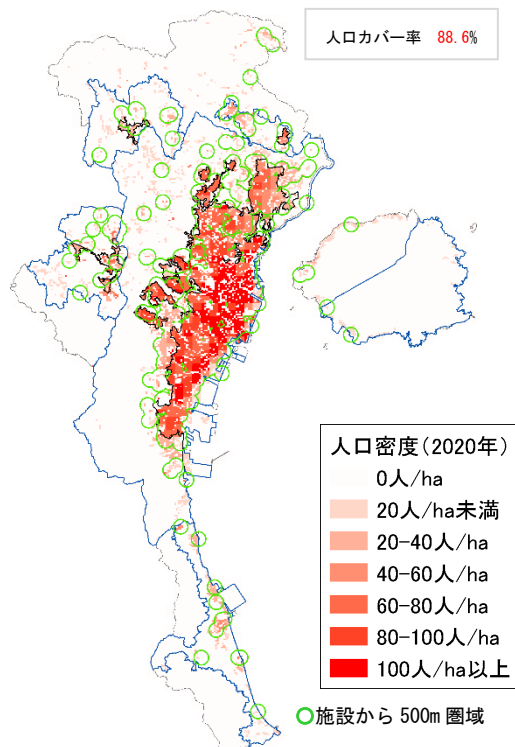 人口カバー率 88.6%
人口密度(2020年)
0人/ha
20人/ha未満
20-40人/ha
40-60人/ha
60-80人/ha
80-100人/ha
100人/ha以上
施設から500m圏域